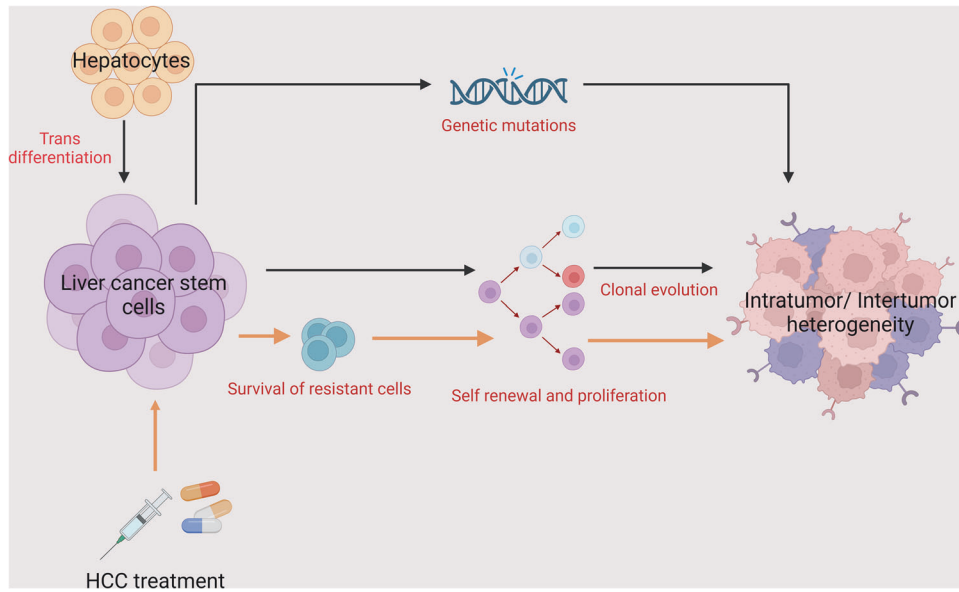 Hepatocytes
Trans
differentiation
Genetic mutations
Liver cancer stem
cells
Clonal evolution
Intratumor/ Intertumor
heterogeneity
Survival of resistant cells
Self renewal and proliferation
HCC treatment